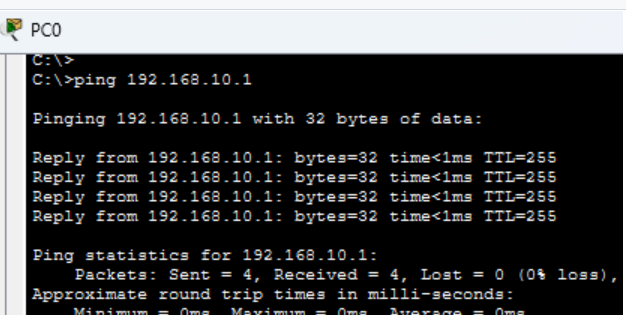 PC0
C:\>
C:\>ping 192.168.10.1
Pinging 192.168.10.1 with 32 bytes of data:
Reply from 192.168.10.1: bytes=32 time<1ms TTL=255
Reply from 192.168.10.1: bytes=32 time<1ms TTL=255
Reply from 192.168.10.1: bytes=32 time<1ms TTL=255
Reply from 192.168.10.1: bytes=32 time<1ms TTL=255
Ping statistics for 192.168.10.1:
Packets: Sent = 4, Received = 4, Lost = 0 (0% loss),
Approximate round trip times in milli-seconds:
Minimum = 0ms, Maximum = 0ms, Average = 0ms